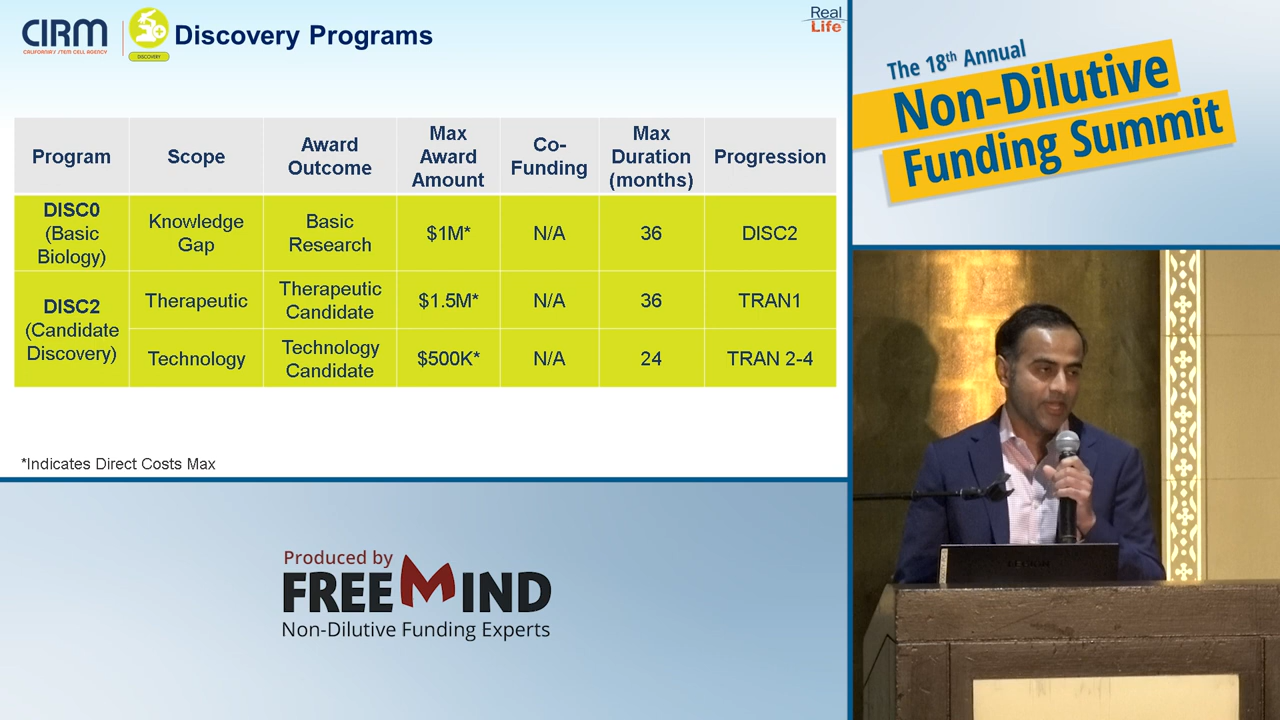 CIRM
CALIFORNIA'S STEM CELL AGENCY
DISCOVERY
Discovery Programs
Real
Life
Program
Scope
Award
Outcome
Max
Award
Amount
Co-
Funding
Max
Duration
(months)
Progression
DISC0
(Basic
Biology)
Knowledge
Gap
Basic
Research
$1M*
N/A
36
DISC2
DISC2
(Candidate
Discovery)
Therapeutic
Therapeutic
Candidate
$1.5M*
N/A
36
TRAN1
Technology
Technology
Candidate
$500K*
N/A
24
TRAN 2-4
*Indicates Direct Costs Max
The 18th Annual
Non-Dilutive
Funding Summit
Produced by
FREEMIND
Non-Dilutive Funding Experts
LEGION